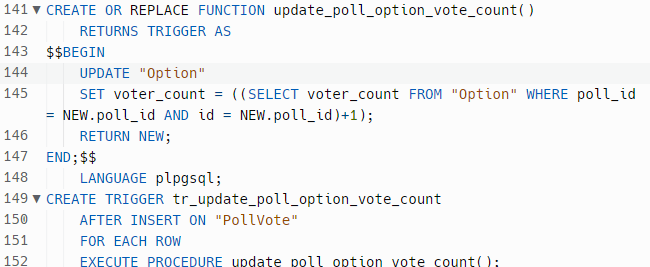 141 CREATE OR REPLACE FUNCTION update_poll_option_vote_count()
142 RETURNS TRIGGER AS
143 $$BEGIN
144 UPDATE "Option"
145 SET voter_count = ((SELECT voter_count FROM "Option" WHERE poll_id
= NEW.poll_id AND id = NEW.poll_id)+1);
146 RETURN NEW;
147 END;$$
148 LANGUAGE plpgsql;
149 CREATE TRIGGER tr_update_poll_option_vote_count
150 AFTER INSERT ON "PollVote"
151 FOR EACH ROW
152 EXECUTE PROCEDURE update_poll_option_vote_count();